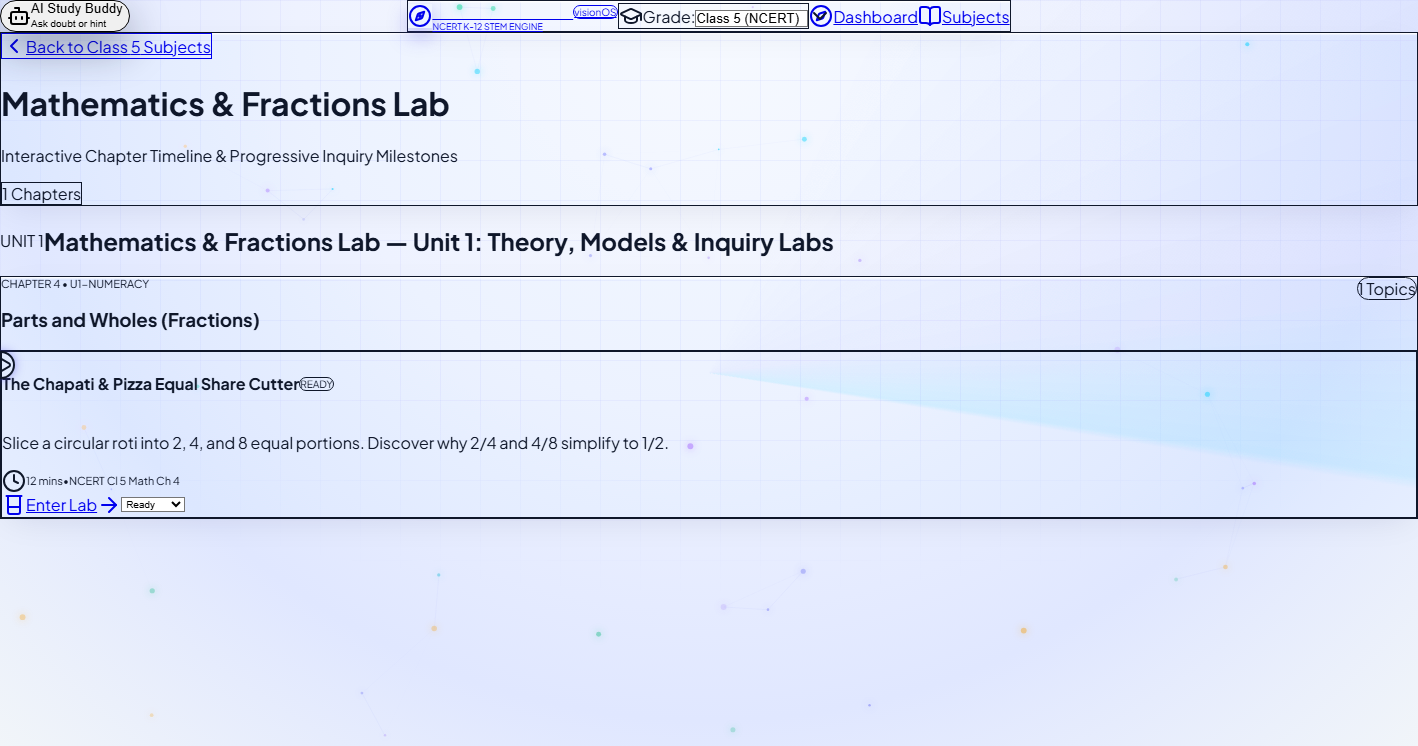 AI Study Buddy
Ask doubt or hint
visionOS
NCERT K-12 STEM ENGINE
Grade: Class 5 (NCERT)
Dashboard Subjects
Back to Class 5 Subjects
Mathematics & Fractions Lab
Interactive Chapter Timeline & Progressive Inquiry Milestones
1 Chapters
UNIT 1 Mathematics & Fractions Lab — Unit 1: Theory, Models & Inquiry Labs
CHAPTER 4 • U1-NUMERACY
1 Topics
Parts and Wholes (Fractions)
The Chapati & Pizza Equal Share Cutter READY
Slice a circular roti into 2, 4, and 8 equal portions. Discover why 2/4 and 4/8 simplify to 1/2.
12 mins•NCERT Cl 5 Math Ch 4
Enter Lab Ready